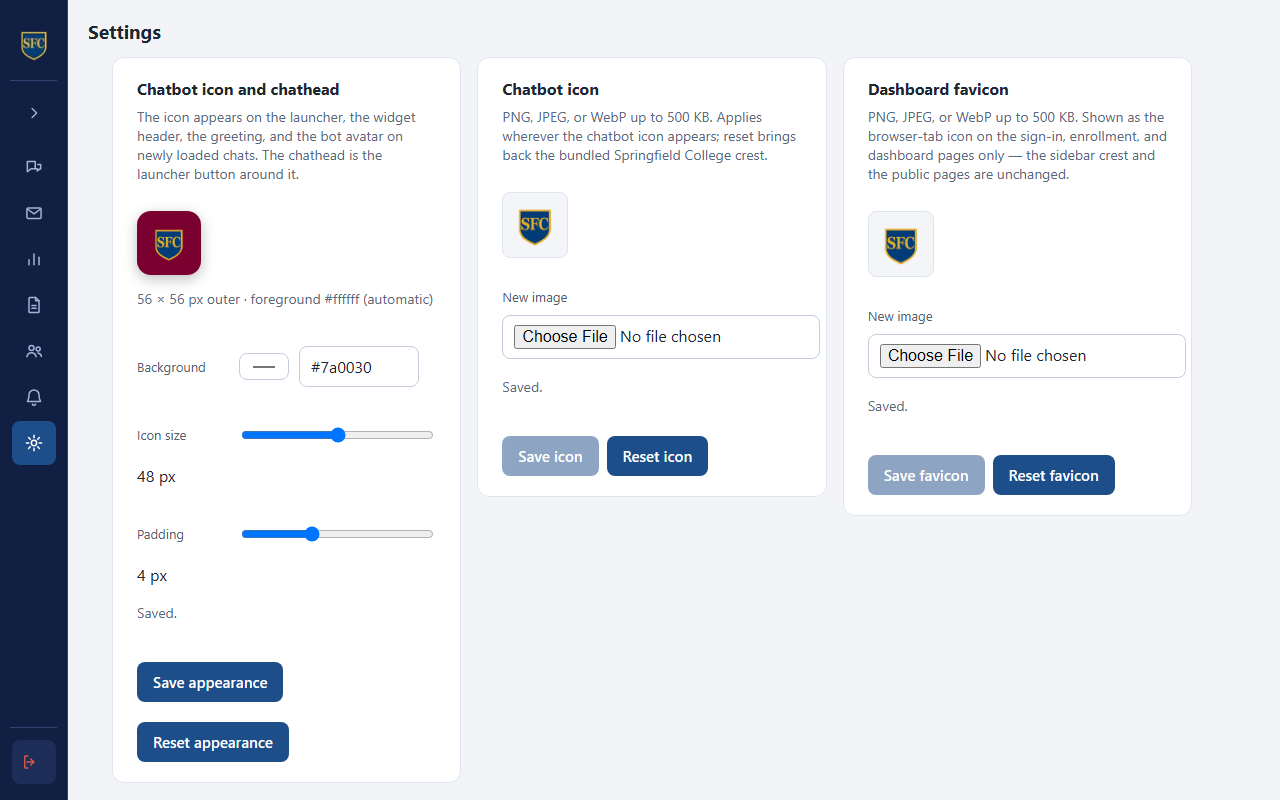 SFC
Settings
Chatbot icon and chathead
The icon appears on the launcher, the widget
header, the greeting, and the bot avatar on
newly loaded chats. The chathead is the
launcher button around it.
SFC
56 × 56 px outer · foreground #ffffff (automatic)
Background
#7a0030
Icon size
48 px
Padding
4 px
Saved.
Save appearance
Reset appearance
Chatbot icon
PNG, JPEG, or WebP up to 500 KB. Applies
wherever the chatbot icon appears; reset brings
back the bundled Springfield College crest.
SFC
New image
Choose File No file chosen
Saved.
Save icon
Reset icon
Dashboard favicon
PNG, JPEG, or WebP up to 500 KB. Shown as the
browser-tab icon on the sign-in, enrollment, and
dashboard pages only — the sidebar crest and
the public pages are unchanged.
SFC
New image
Choose File No file chosen
Saved.
Save favicon
Reset favicon